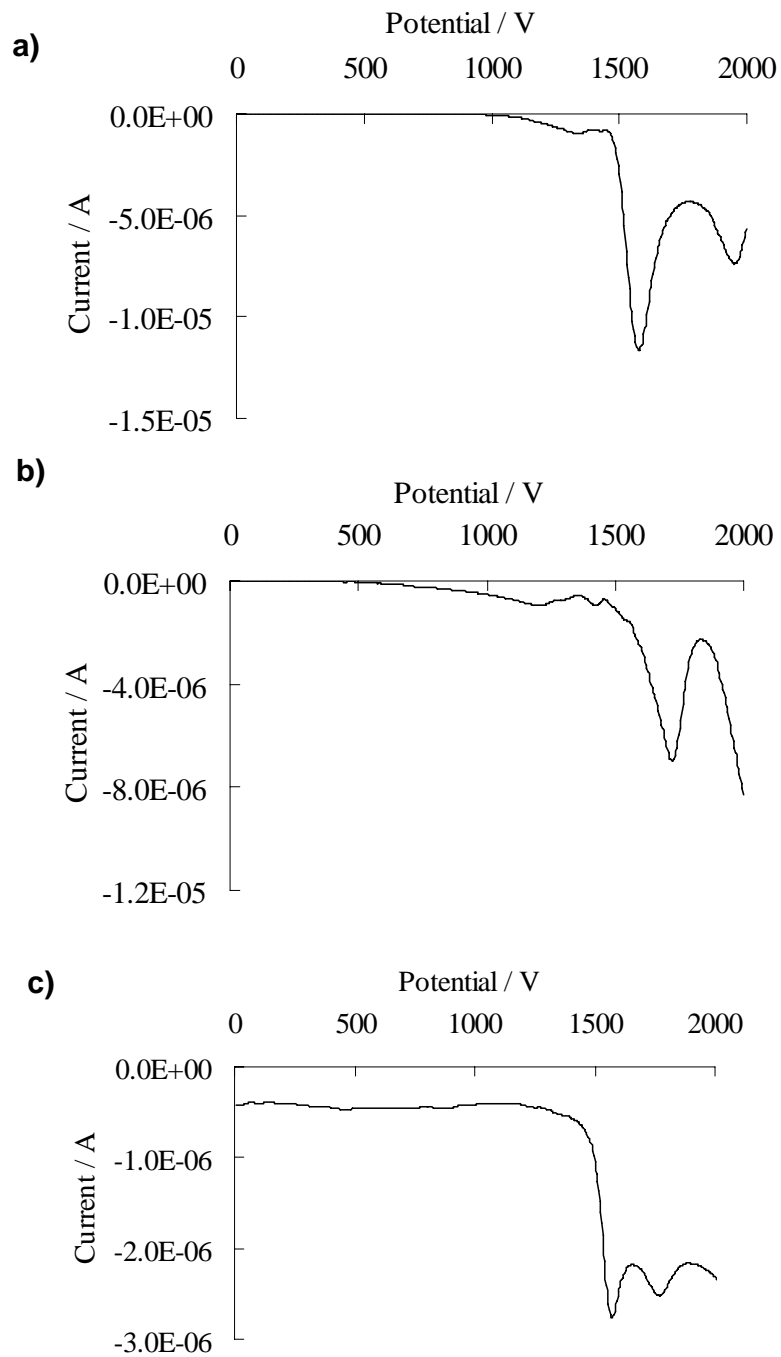 a)
Potential / V
0 500 1000 1500 2000
0.0E+00
-5.0E-06
-1.0E-05
-1.5E-05
Current / A
b)
Potential / V
0 500 1000 1500 2000
0.0E+00
-4.0E-06
-8.0E-06
-1.2E-05
Current / A
c)
Potential / V
0 500 1000 1500 2000
0.0E+00
-1.0E-06
-2.0E-06
-3.0E-06
Current / A